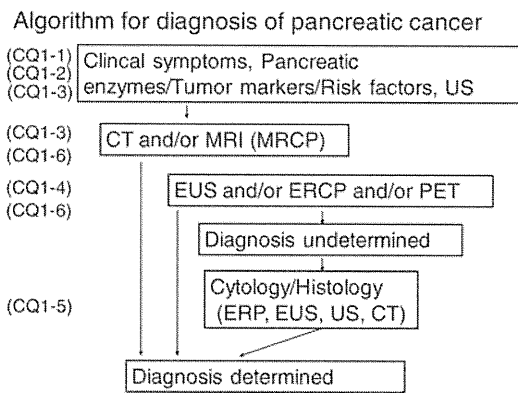 Algorithm for diagnosis of pancreatic cancer
(CQ1-1)
(CQ1-2)
(CQ1-3)
Clincal symptoms, Pancreatic
enzymes/Tumor markers/Risk factors, US
(CQ1-3)
(CQ1-6)
CT and/or MRI (MRCP)
(CQ1-4)
(CQ1-6)
EUS and/or ERCP and/or PET
Diagnosis undetermined
(CQ1-5)
Cytology/Histology
(ERP, EUS, US, CT)
Diagnosis determined